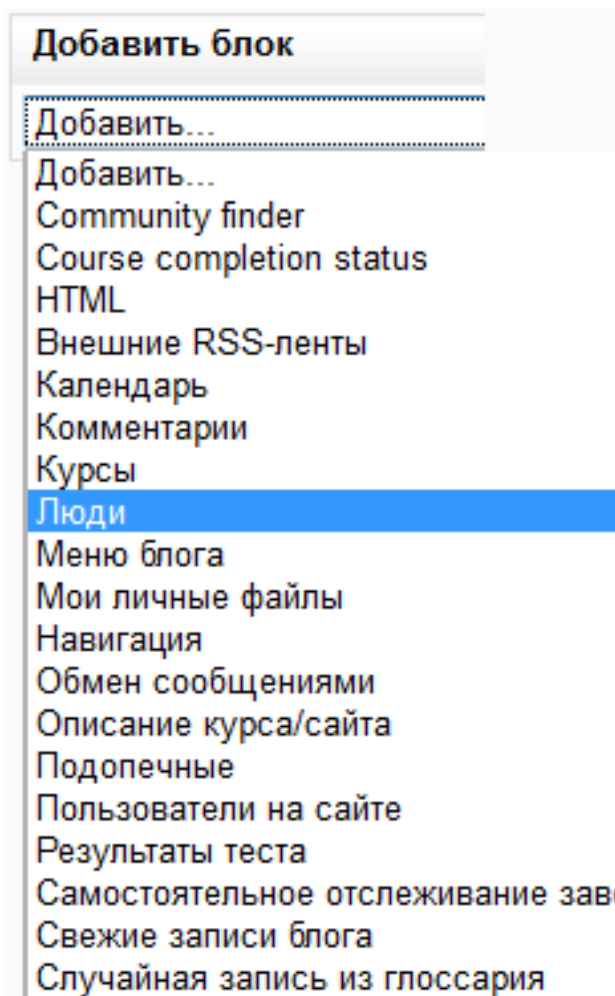 Добавить блок
Добавить...
Добавить...
Community finder
Course completion status
HTML
Внешние RSS-ленты
Календарь
Комментарии
Курсы
Люди
Меню блога
Мои личные файлы
Навигация
Обмен сообщениями
Описание курса/сайта
Подопечные
Пользователи на сайте
Результаты теста
Самостоятельное отслеживание
Свежие записи блога
Случайная запись из глоссария